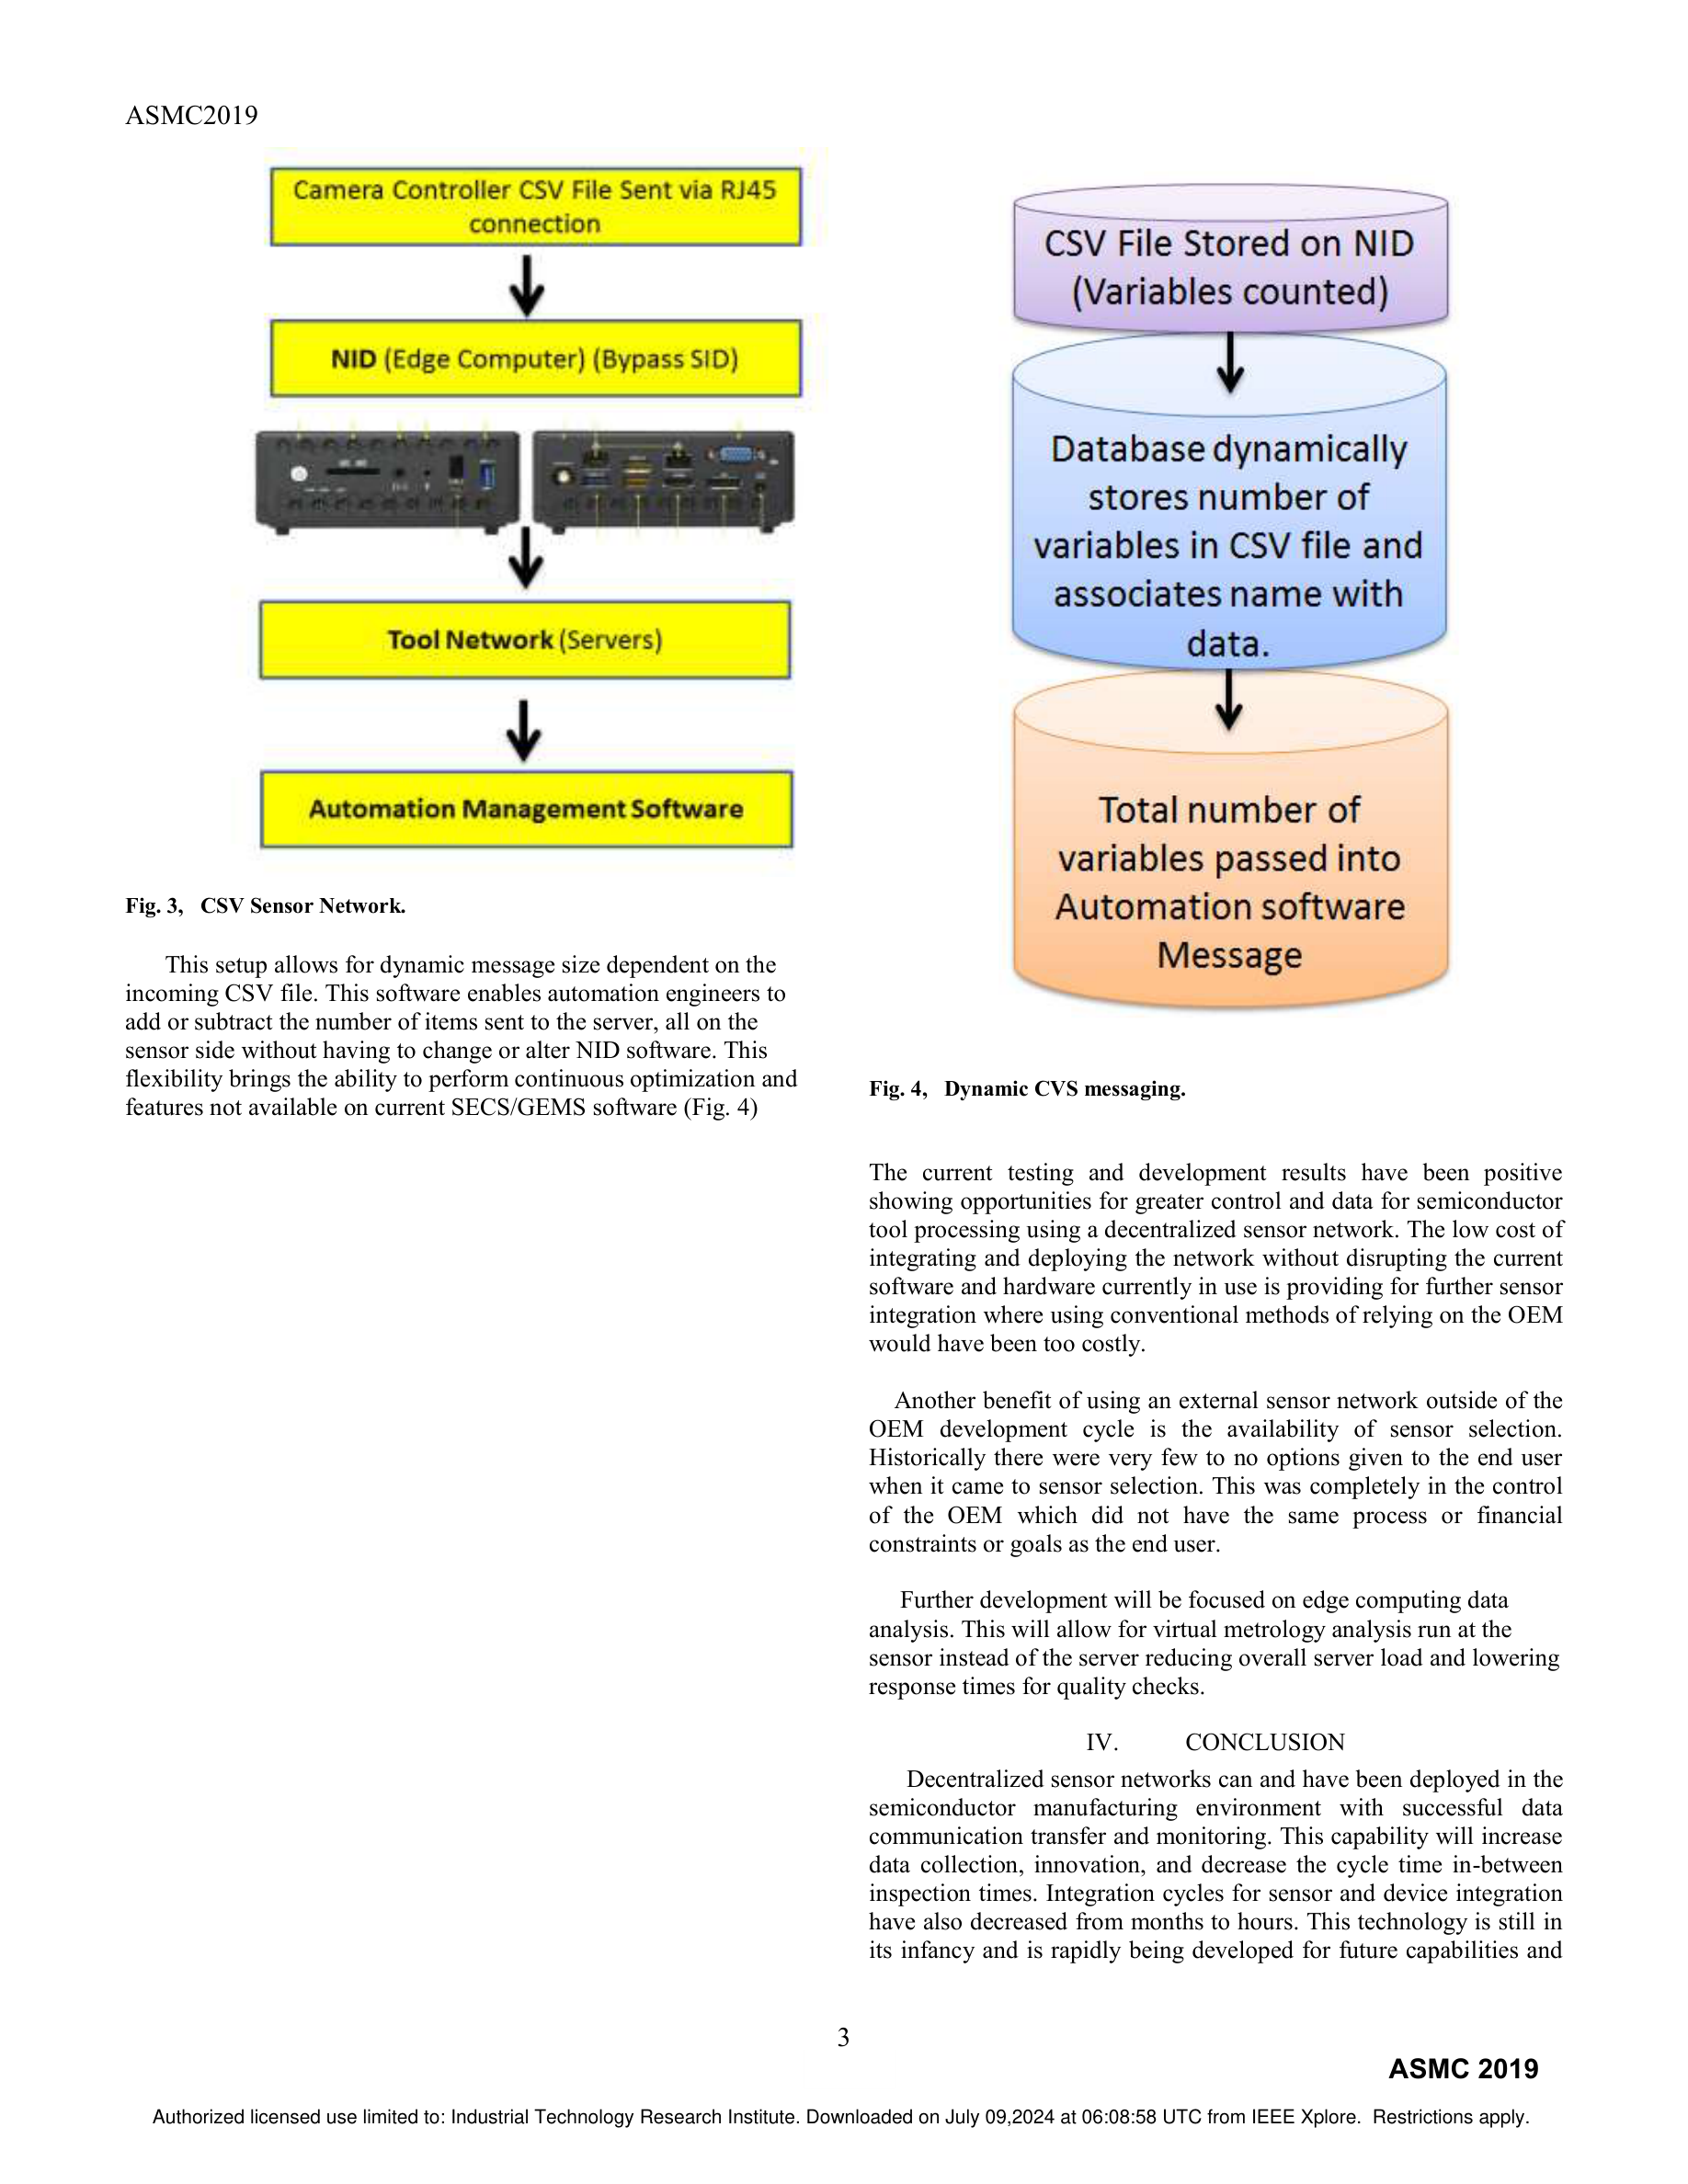 ASMC2019
Camera Controller CSV File Sent via RJ45
connection
NID (Edge Computer) (Bypass SID)
Tool Network (Servers)
Automation Management Software
Fig. 3, CSV Sensor Network.
This setup allows for dynamic message size dependent on the
incoming CSV file. This software enables automation engineers to
add or subtract the number of items sent to the server, all on the
sensor side without having to change or alter NID software. This
flexibility brings the ability to perform continuous optimization and
features not available on current SECS/GEMS software (Fig. 4)
CSV File Stored on NID
(Variables counted)
Database dynamically
stores number of
variables in CSV file and
associates name with
data.
Total number of
variables passed into
Automation software
Message
Fig. 4, Dynamic CVS messaging.
The current testing and development results have been positive
showing opportunities for greater control and data for semiconductor
tool processing using a decentralized sensor network. The low cost of
integrating and deploying the network without disrupting the current
software and hardware currently in use is providing for further sensor
integration where using conventional methods of relying on the OEM
would have been too costly.
Another benefit of using an external sensor network outside of the
OEM development cycle is the availability of sensor selection.
Historically there were very few to no options given to the end user
when it came to sensor selection. This was completely in the control
of the OEM which did not have the same process or financial
constraints or goals as the end user.
Further development will be focused on edge computing data
analysis. This will allow for virtual metrology analysis run at the
sensor instead of the server reducing overall server load and lowering
response times for quality checks.
IV. CONCLUSION
Decentralized sensor networks can and have been deployed in the
semiconductor manufacturing environment with successful data
communication transfer and monitoring. This capability will increase
data collection, innovation, and decrease the cycle time in-between
inspection times. Integration cycles for sensor and device integration
have also decreased from months to hours. This technology is still in
its infancy and is rapidly being developed for future capabilities and
3
ASMC 2019
Authorized licensed use limited to: Industrial Technology Research Institute. Downloaded on July 09,2024 at 06:08:58 UTC from IEEE Xplore. Restrictions apply.